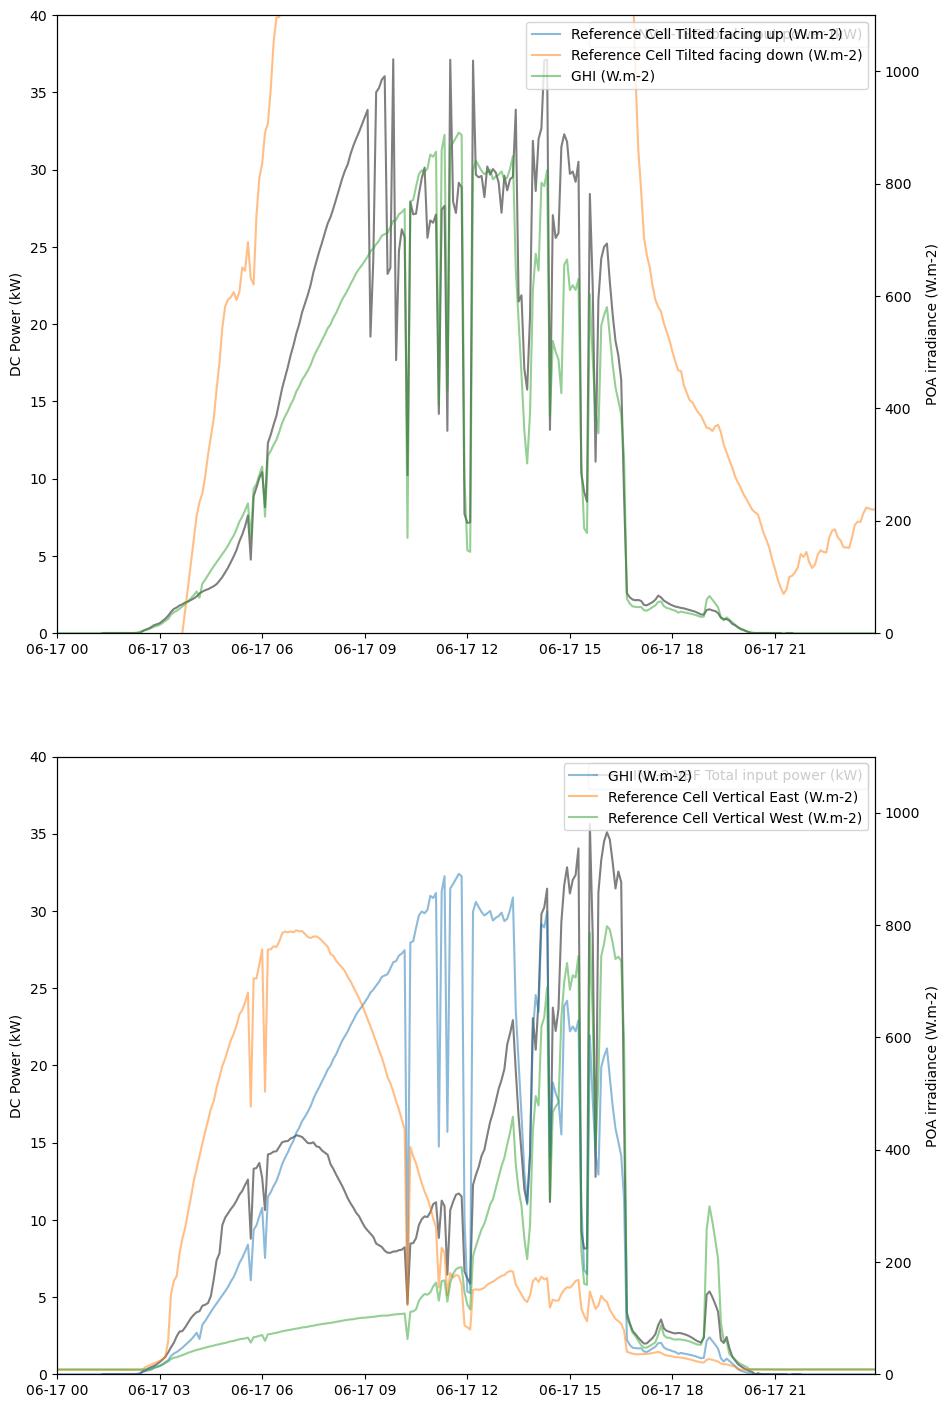 40
35
30
25
20
15
10
5
0
DC Power (kW)
Reference Cell Tilted facing up (W.m-2)
Reference Cell Tilted facing down (W.m-2)
GHI (W.m-2)
1000
800
600
400
200
0
POA irradiance (W.m-2)
06-17 00 06-17 03 06-17 06 06-17 09 06-17 12 06-17 15 06-17 18 06-17 21
40
35
30
25
20
15
10
5
0
DC Power (kW)
Total input power (kW)
GHI (W.m-2)
Reference Cell Vertical East (W.m-2)
Reference Cell Vertical West (W.m-2)
1000
800
600
400
200
0
POA irradiance (W.m-2)
06-17 00 06-17 03 06-17 06 06-17 09 06-17 12 06-17 15 06-17 18 06-17 21